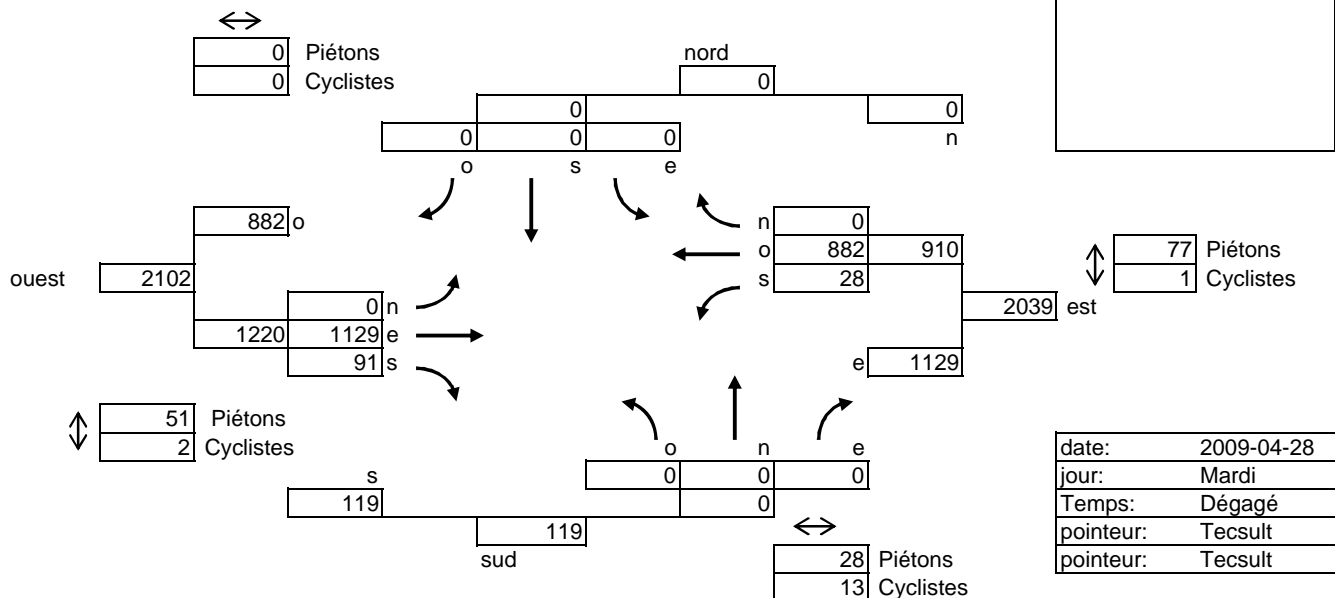 0 Piétons
nord
0 Cyclistes
0
0
0
0 0 0
n
o s e
882 o
n 0
o 882 910
77 Piétons
ouest 2102
s 28
1 Cyclistes
0 n
2039 est
1220 1129 e
91 s
e 1129
51 Piétons
2 Cyclistes
o n e
date: 2009-04-28
s
0 0 0
jour: Mardi
119
0
Temps: Dégagé
119
pointeur: Tecsult
sud
28 Piétons
pointeur: Tecsult
13 Cyclistes